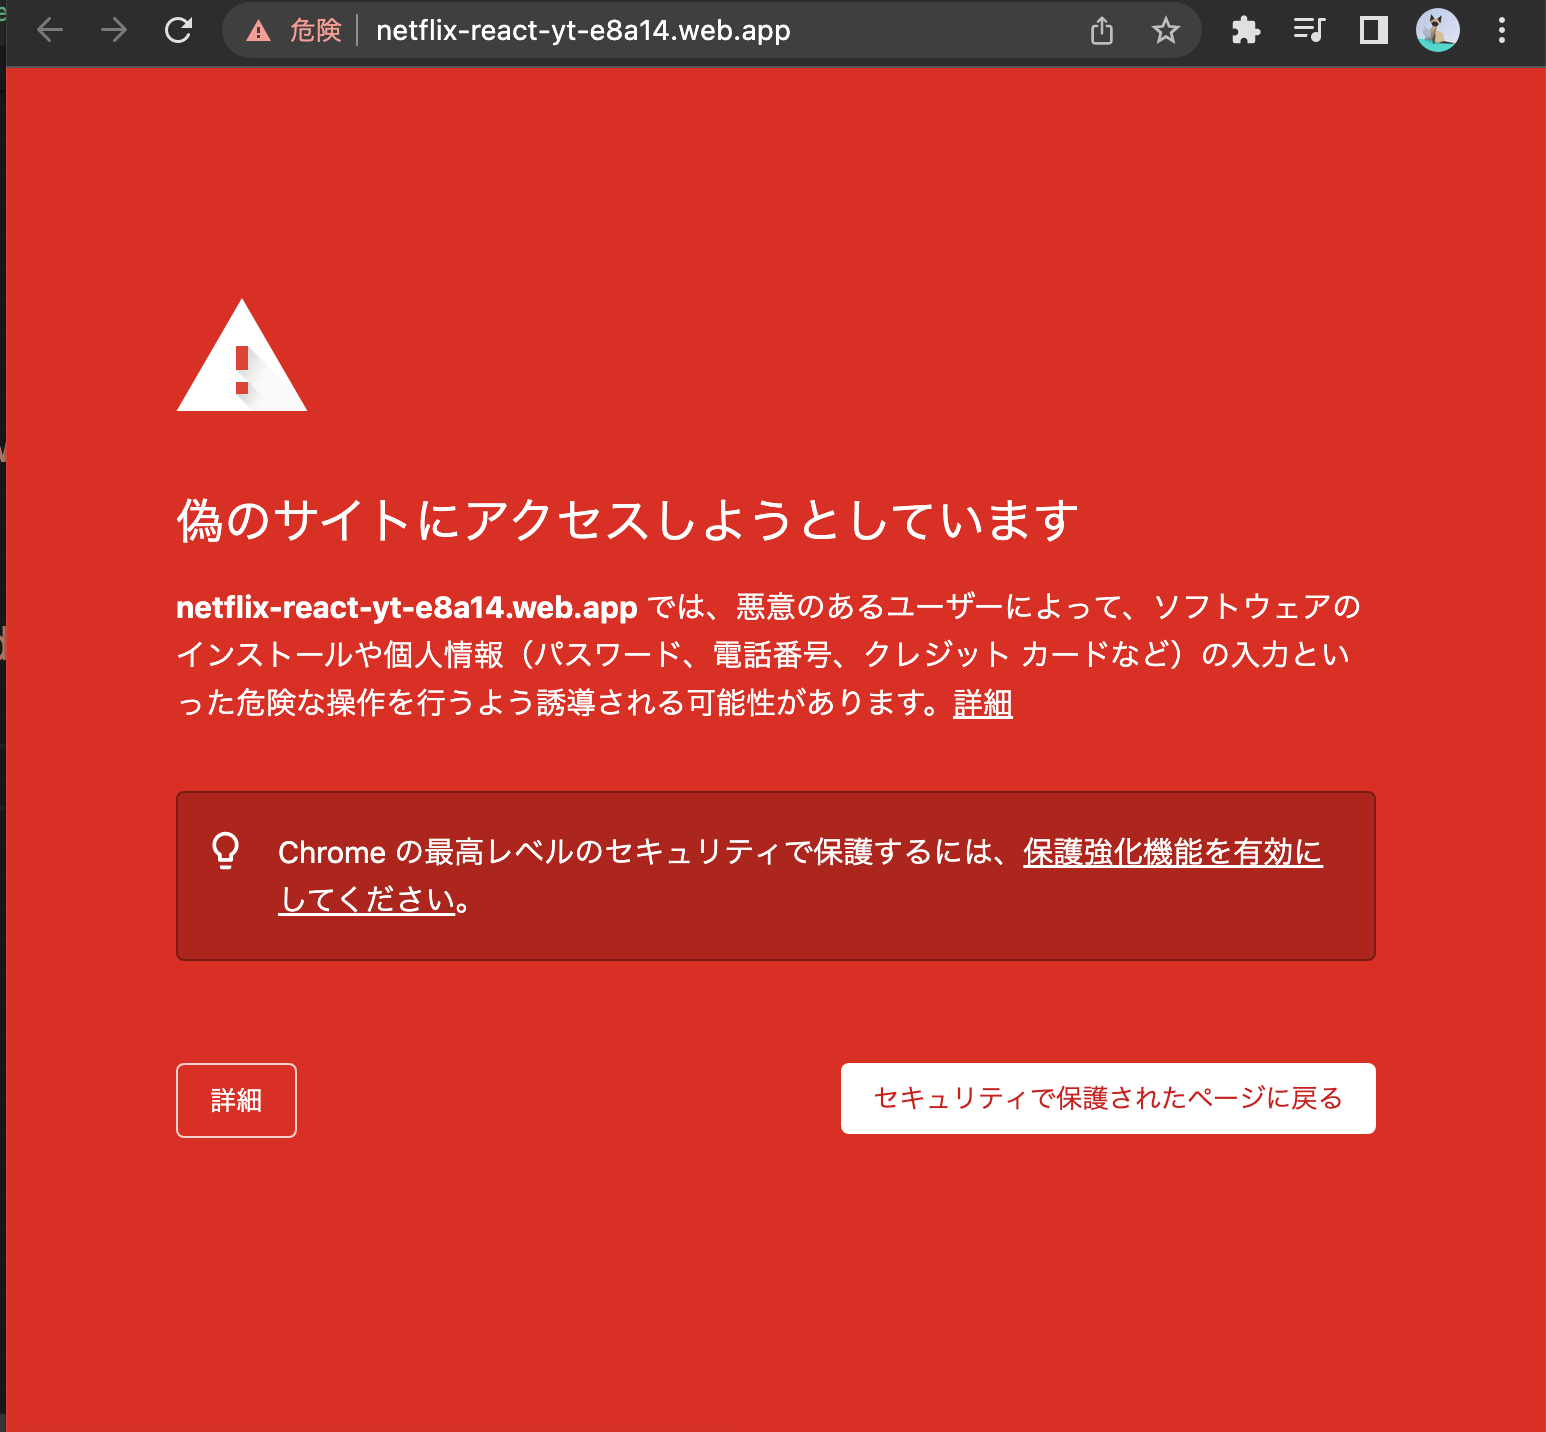 危険
netflix-react-yt-e8a14.web.app
偽のサイトにアクセスしようとしています
netflix-react-yt-e8a14.web.app では、悪意のあるユーザーによって、ソフトウェアの
インストールや個人情報（パスワード、電話番号、クレジット カードなど）の入力とい
った危険な操作を行うよう誘導される可能性があります。詳細
Chrome の最高レベルのセキュリティで保護するには、保護強化機能を有効に
してください。
詳細
セキュリティで保護されたページに戻る